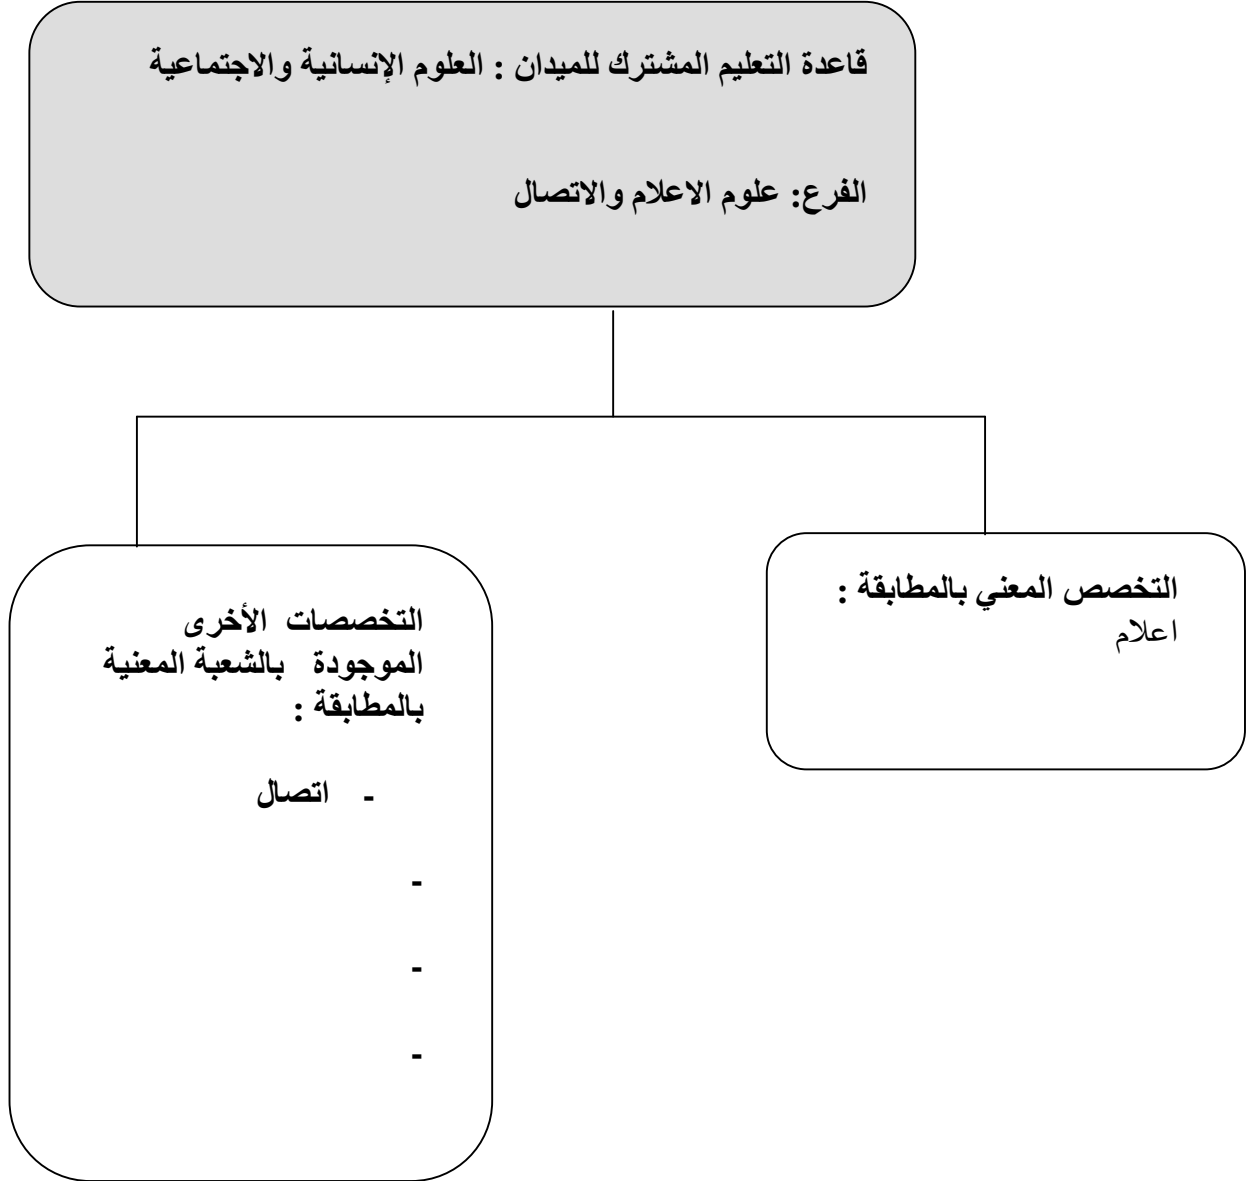 قاعدة التعليم المشترك للميدان : العلوم الإنسانية والاجتماعية
الفرع: علوم الاعلام والاتصال
التخصص المعني بالمطابقة :
اعلام
التخصصات الأخرى
الموجودة بالشعبة المعنية
بالمطابقة :
- اتصال
-
-
-